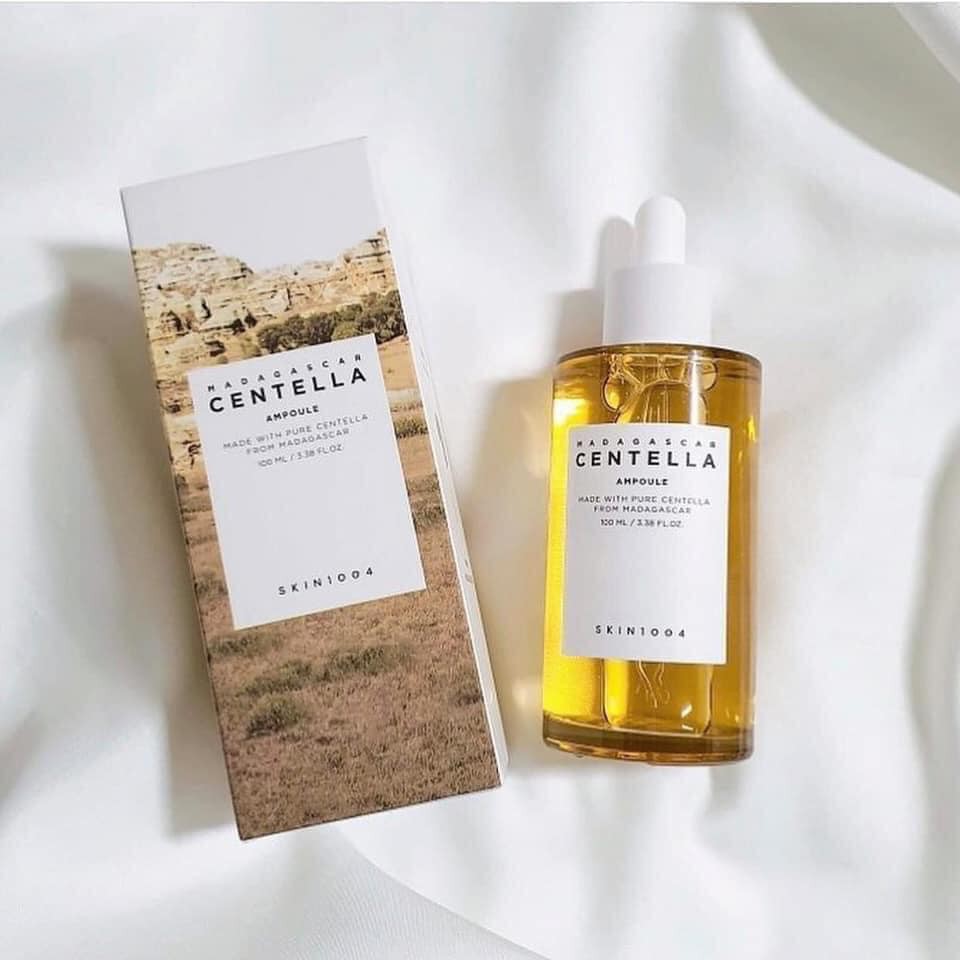 MADAGASCAR
CENTELLA
AMPOULE
MADE WITH PURE CENTELLA
FROM MADAGASCAR
100 ML / 3.38 FL.OZ.
SKIN1004
MADAGASCAR
CENTELLA
AMPOULE
MADE WITH PURE CENTELLA
FROM MADAGASCAR
100 ML / 3.38 FL.OZ.
SKIN1004